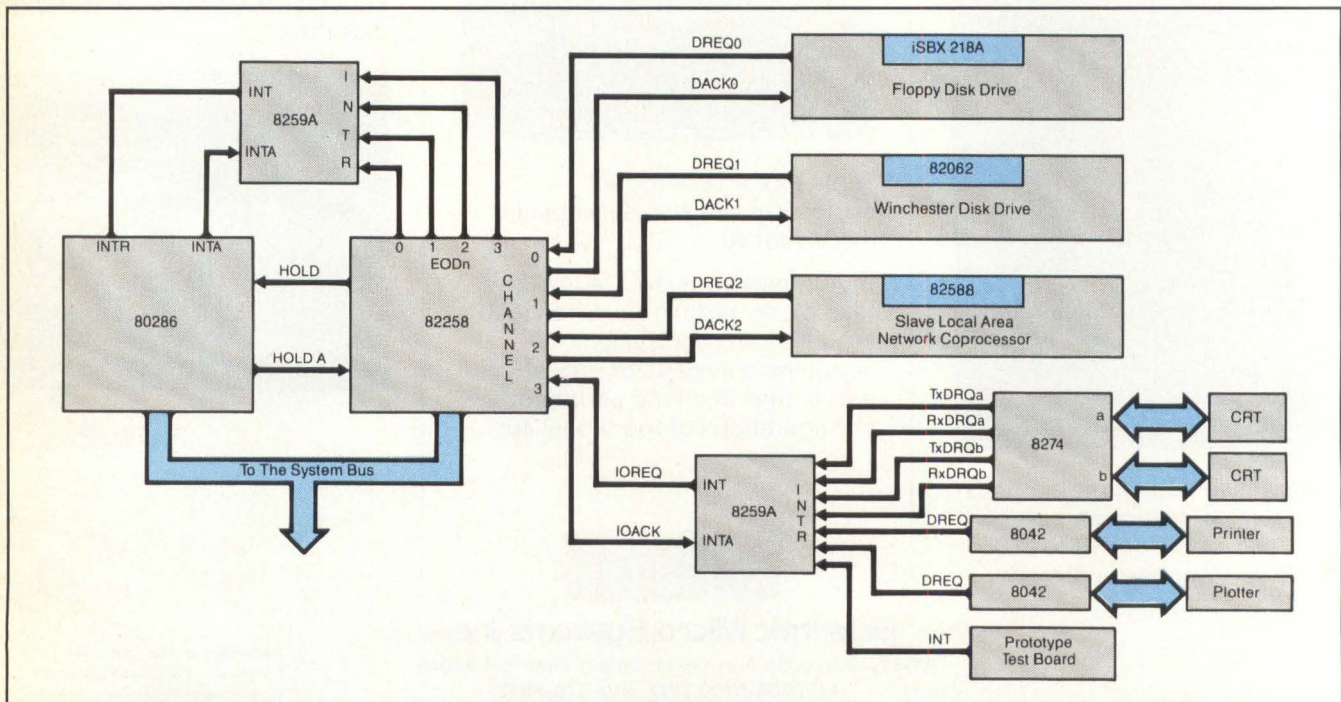 DREQ0
iSBX 218A
Floppy Disk Drive
DACK0
INT
8259A
INTA
I
N
T
R
DREQ1
82062
Winchester Disk Drive
DACK1
INTR
INTA
80286
HOLD
HOLD A
0
1
2
3
EODn
82258
CHANNEL
0
1
2
3
DREQ2
82588
Slave Local Area
Network Coprocessor
DACK2
To The System Bus
TxDRQa
RxDRQa
TxDRQb
RxDRQb
8274
a
b
CRT
CRT
IOREQ
IOACK
INT
8259A
INTA
INTR
DREQ
8042
Printer
DREQ
8042
Plotter
INT
Prototype
Test Board